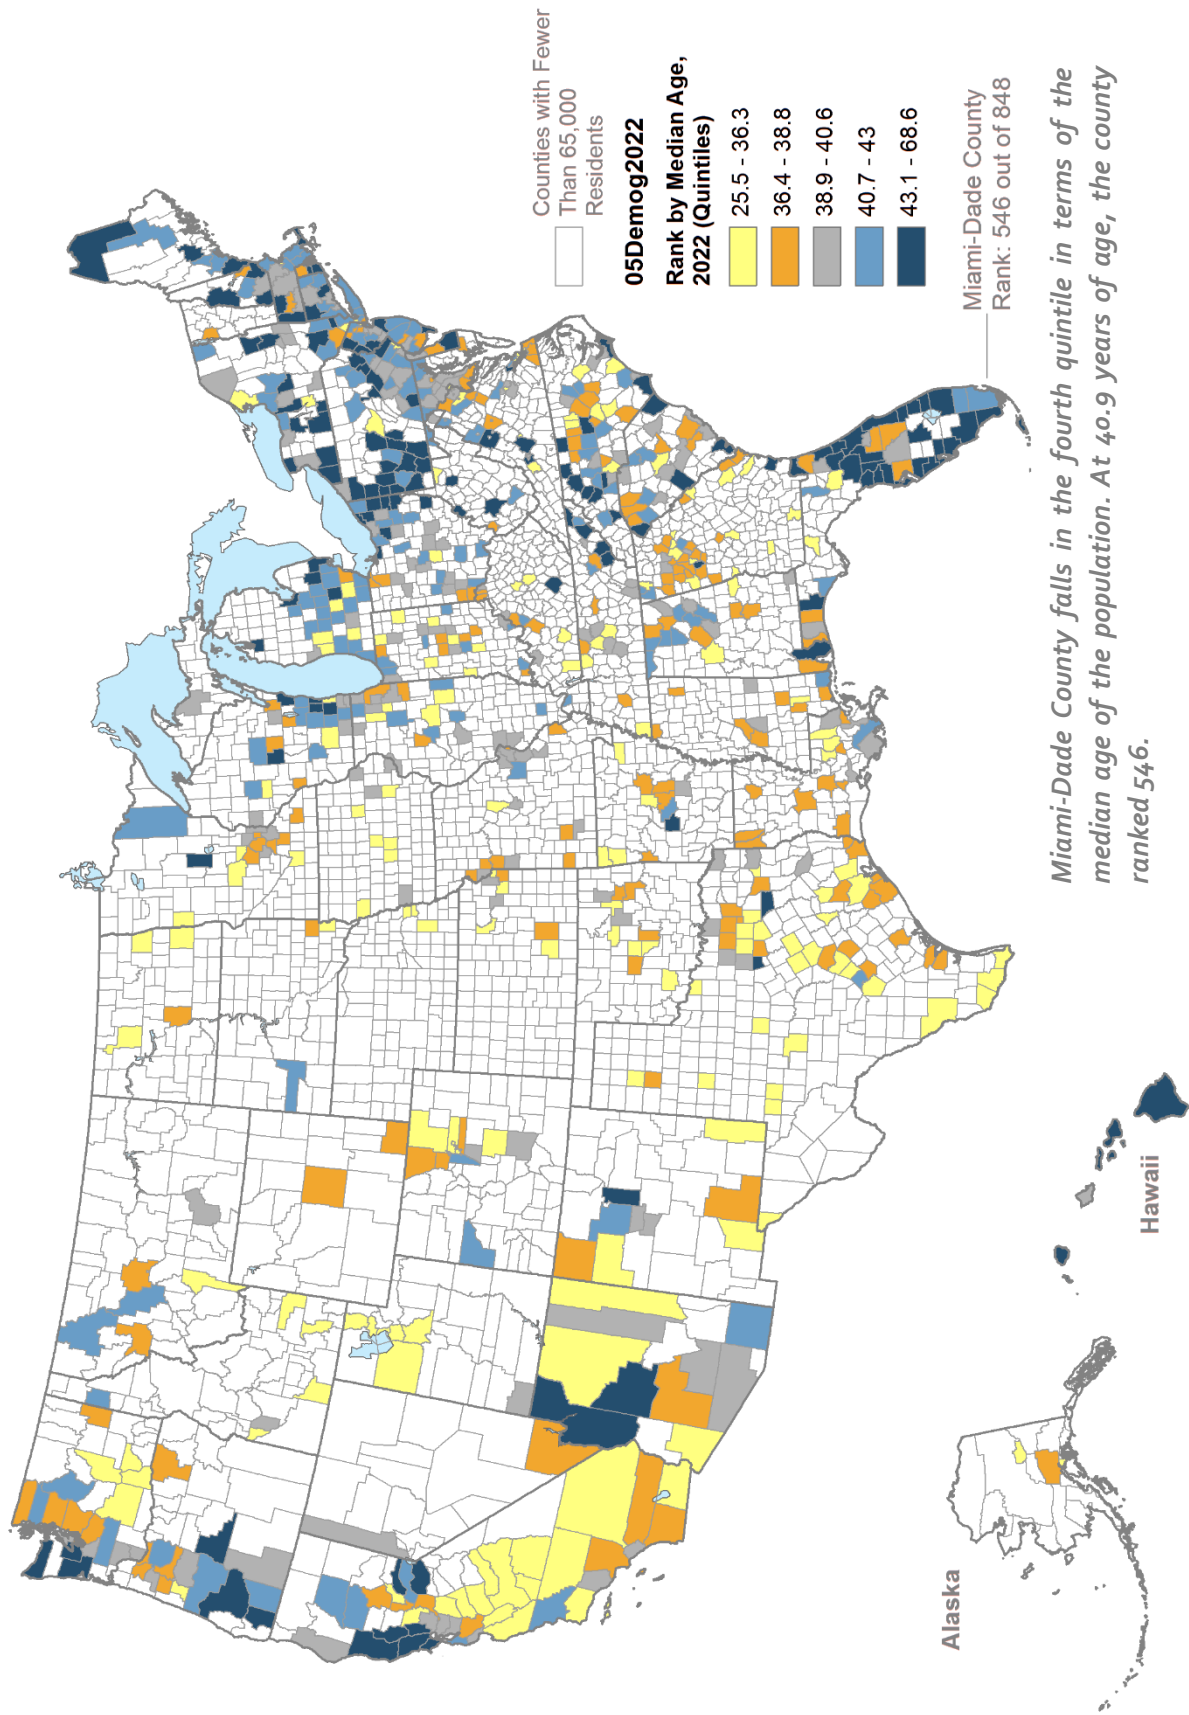 Counties with Fewer
Than 65,000
Residents
05Demog2022
Rank by Median Age,
2022 (Quintiles)
25.5 - 36.3
36.4 - 38.8
38.9 - 40.6
40.7 - 43
43.1 - 68.6
Miami-Dade County
Rank: 546 out of 848
Alaska
Hawaii
Miami-Dade County falls in the fourth quintile in terms of the
median age of the population. At 40.9 years of age, the county
ranked 546.